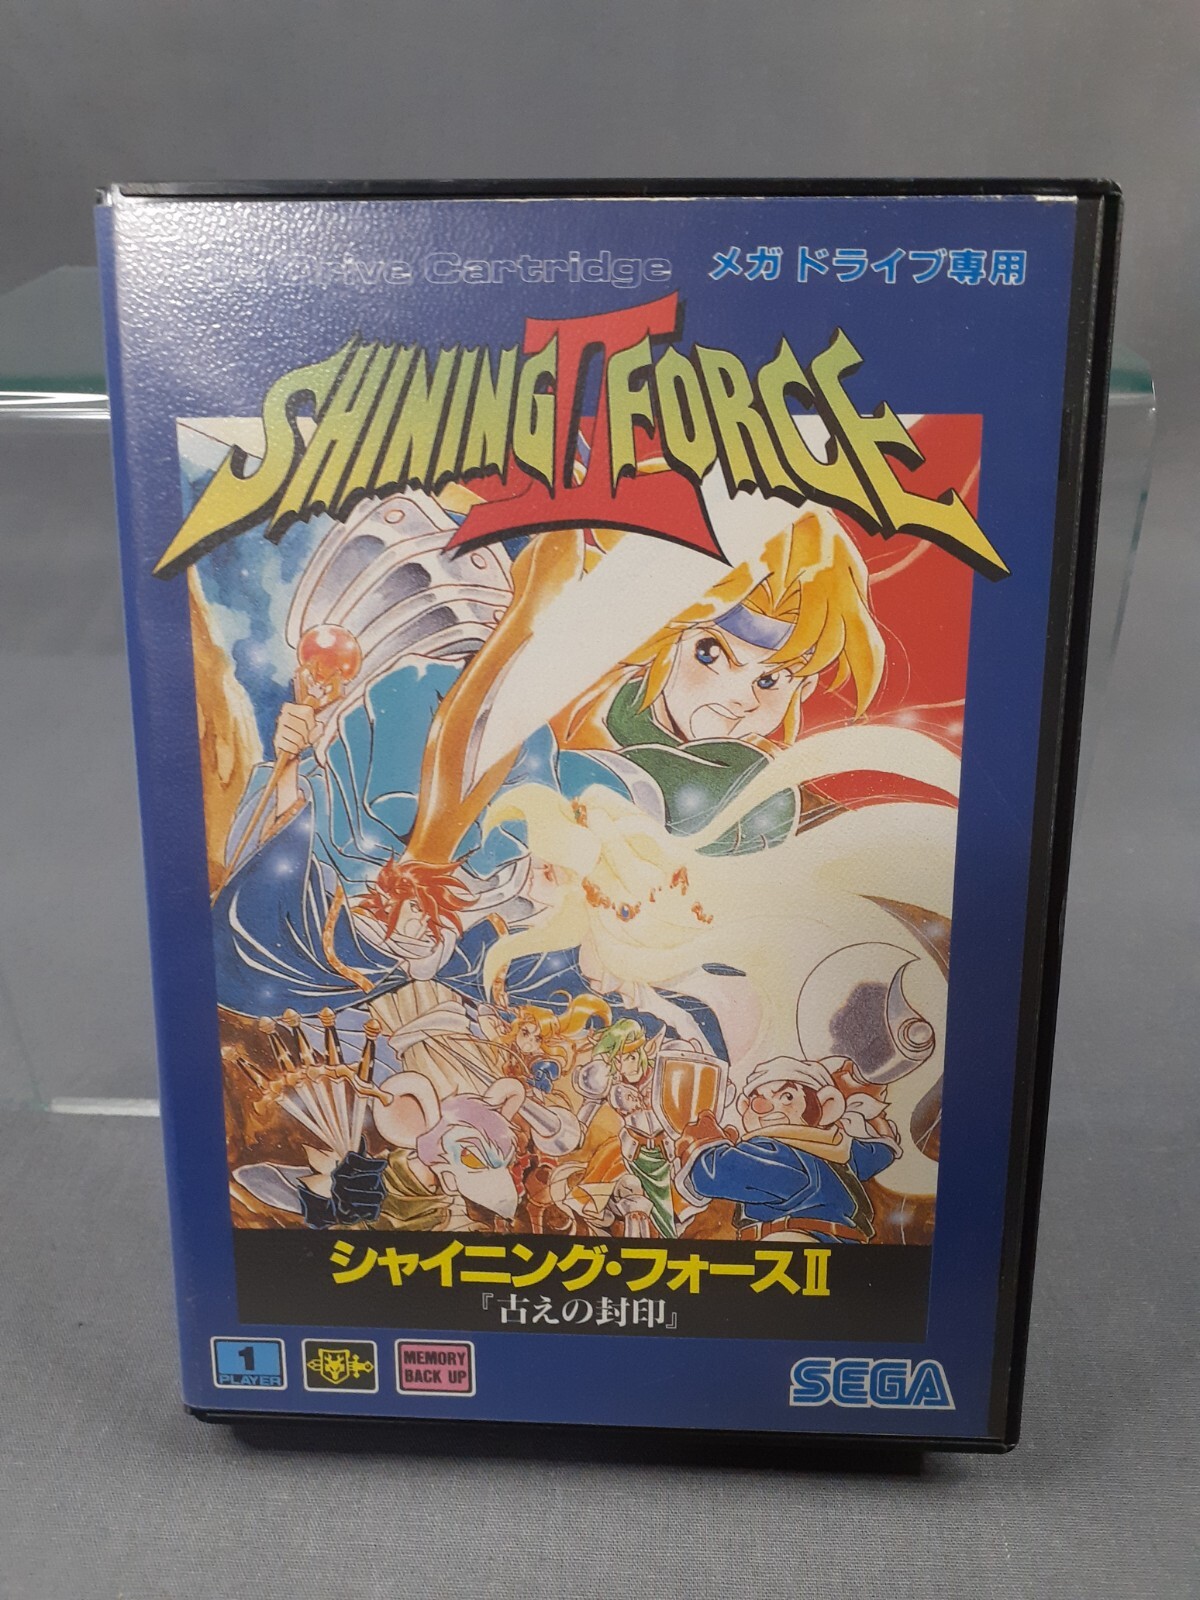 Drive Cartridge メガドライブ専用
SHINING FORCE II
シャイニング・フォースII
『古えの封印』
1
PLAYER
MEMORY
BACK UP
SEGA